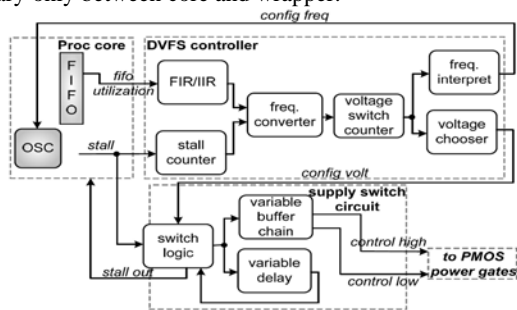 ary only between core and wrapper.
config freq
Proc core
DVFS controller
FIFO
fifo
utilization
FIR/IIR
freq.
converter
voltage
switch
counter
freq.
interpret
voltage
chooser
OSC
stall
stall
counter
config volt
supply switch
circuit
switch
logic
variable
buffer
chain
variable
delay
control high
control low
stall out
to PMOS
power gates